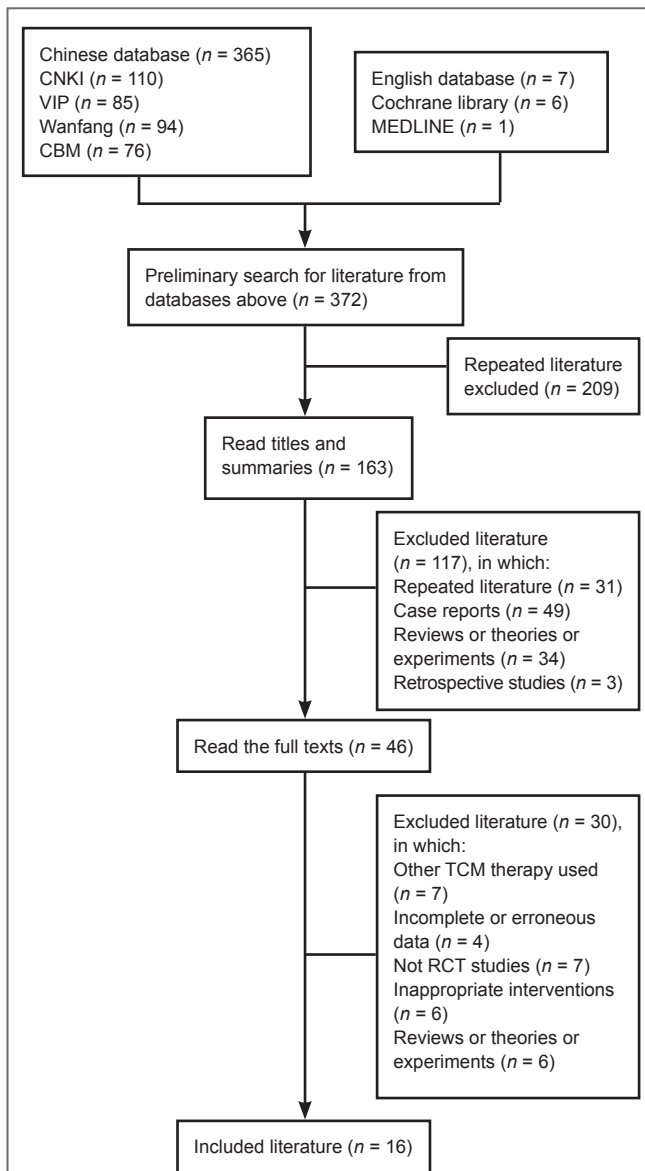 Chinese database (n = 365)
CNKI (n = 110)
VIP (n = 85)
Wanfang (n = 94)
CBM (n = 76)
English database (n = 7)
Cochrane library (n = 6)
MEDLINE (n = 1)
Preliminary search for literature from
databases above (n = 372)
Repeated literature
excluded (n = 209)
Read titles and
summaries (n = 163)
Excluded literature
(n = 117), in which:
Repeated literature (n = 31)
Case reports (n = 49)
Reviews or theories or
experiments (n = 34)
Retrospective studies (n = 3)
Read the full texts (n = 46)
Excluded literature (n = 30),
in which:
Other TCM therapy used
(n = 7)
Incomplete or erroneous
data (n = 4)
Not RCT studies (n = 7)
Inappropriate interventions
(n = 6)
Reviews or theories or
experiments (n = 6)
Included literature (n = 16)